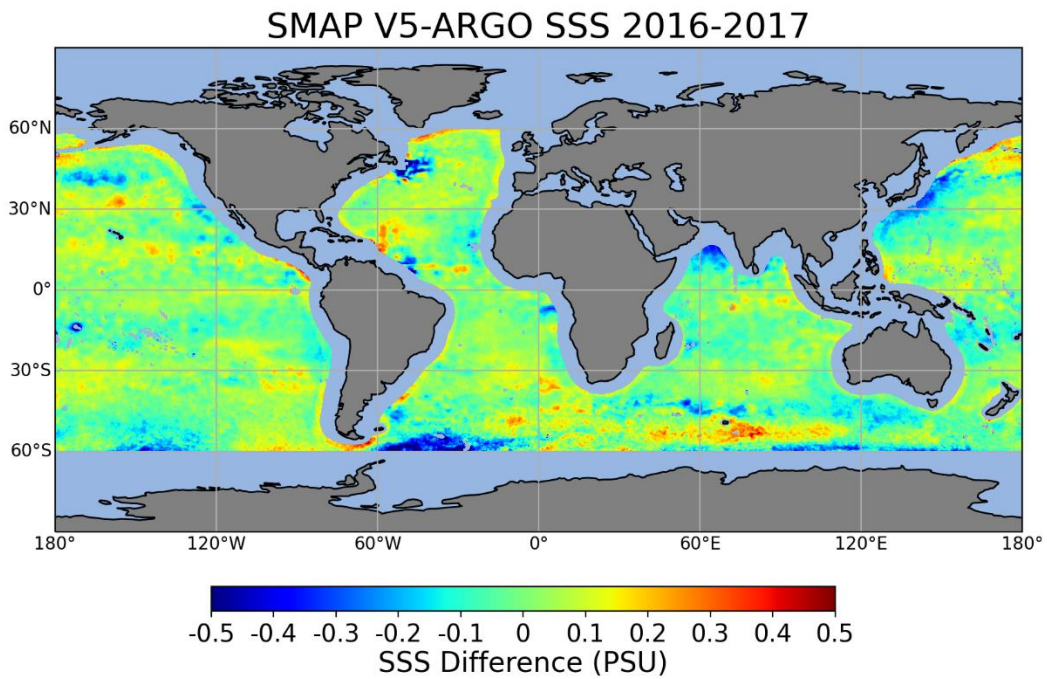 SMAP V5-ARGO SSS 2016-2017
60°N
30°N
0°
30°S
60°S
180° 120°W 60°W 0° 60°E 120°E 180°
-0.5 -0.4 -0.3 -0.2 -0.1 0 0.1 0.2 0.3 0.4 0.5
SSS Difference (PSU)